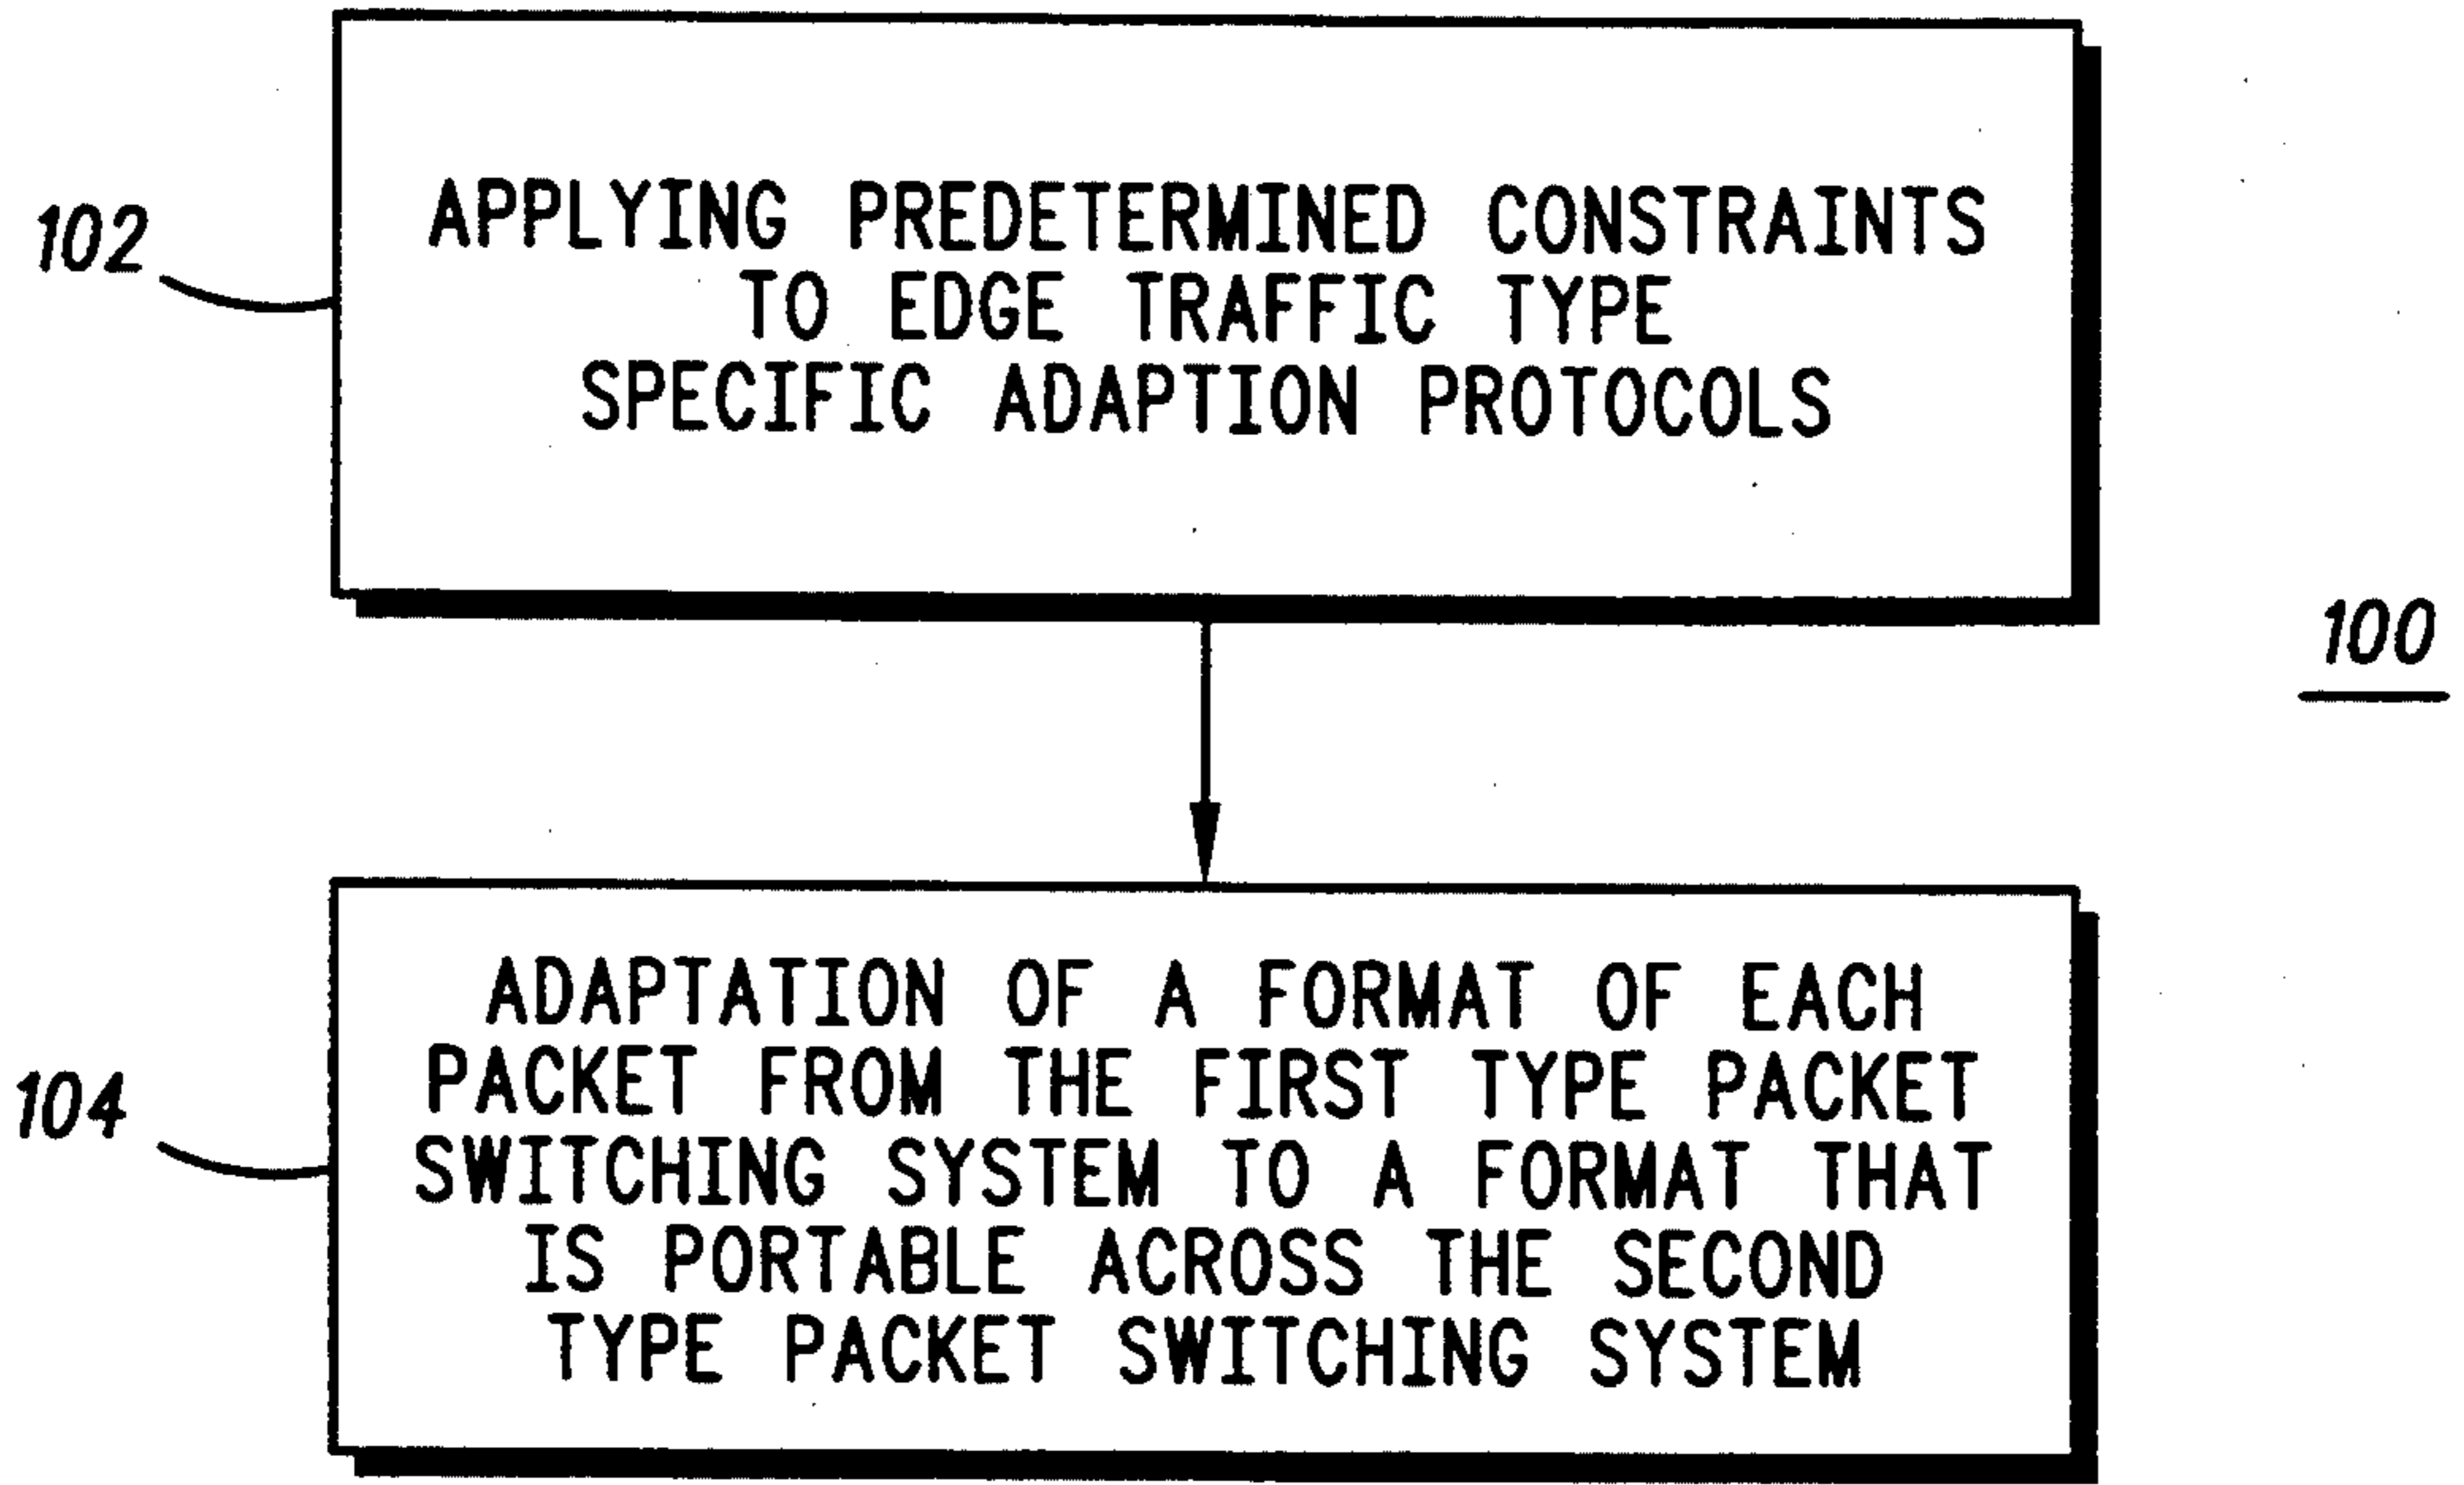 102
APPLYING PREDETERMINED CONSTRAINTS
TO EDGE TRAFFIC TYPE
SPECIFIC ADAPTION PROTOCOLS
100
104
ADAPTATION OF A FORMAT OF EACH
PACKET FROM THE FIRST TYPE PACKET
SWITCHING SYSTEM TO A FORMAT THAT
IS PORTABLE ACROSS THE SECOND
TYPE PACKET SWITCHING SYSTEM